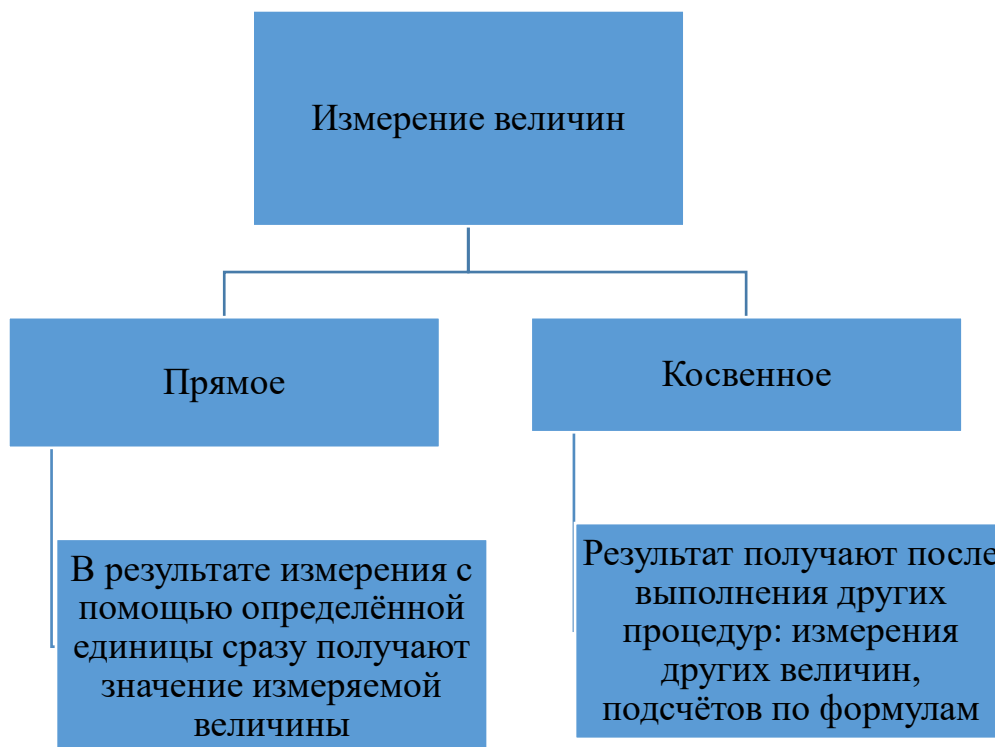 Измерение величин
Прямое
Косвенное
В результате измерения с
помощью определённой
единицы сразу получают
значение измеряемой
величины
Результат получают после
выполнения других
процедур: измерения
других величин,
подсчётов по формулам